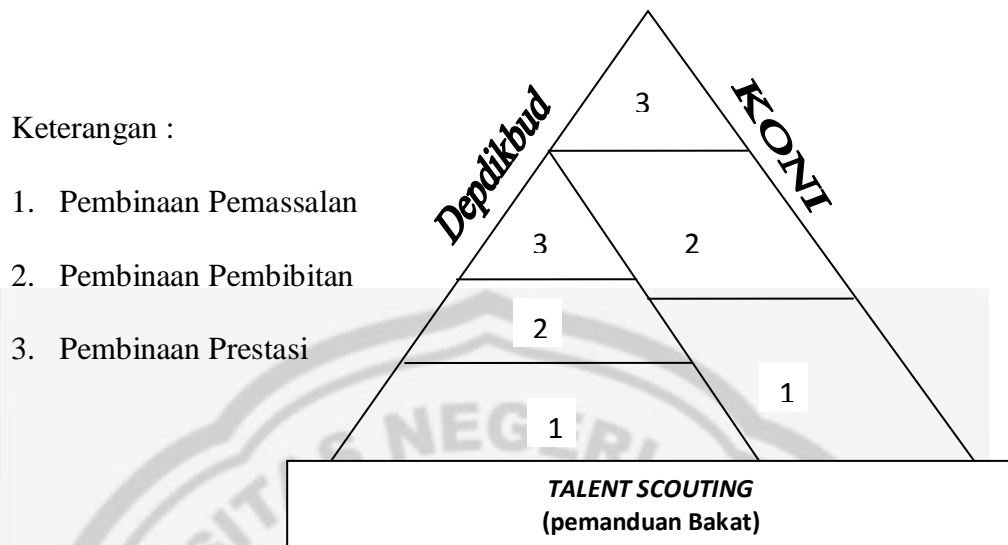 Keterangan :
1. Pembinaan Pemassalan
2. Pembinaan Pembibitan
3. Pembinaan Prestasi
Depdikbud
KONI
3
3
2
2
1
1
NEGERI
TALENT SCOUTING
(pemanduan Bakat)